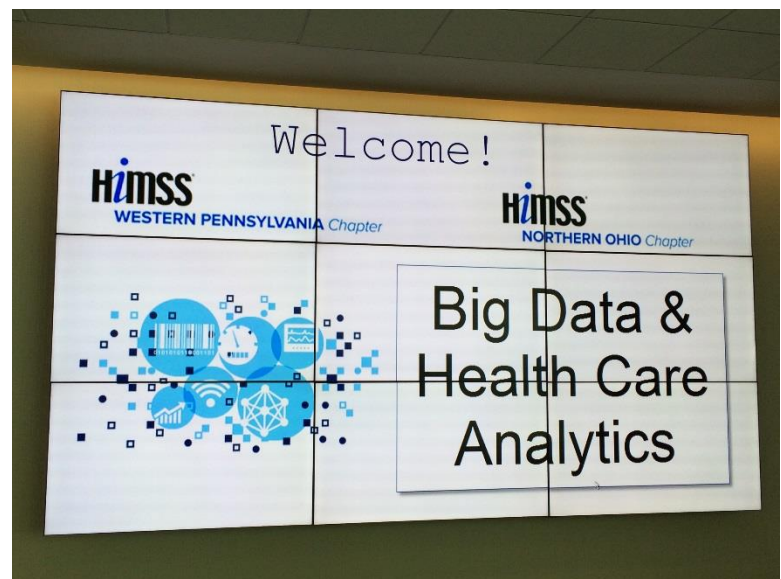 Welcome!
HIMSS
WESTERN PENNSYLVANIA Chapter
HIMSS
NORTHERN OHIO Chapter
Big Data &
Health Care
Analytics